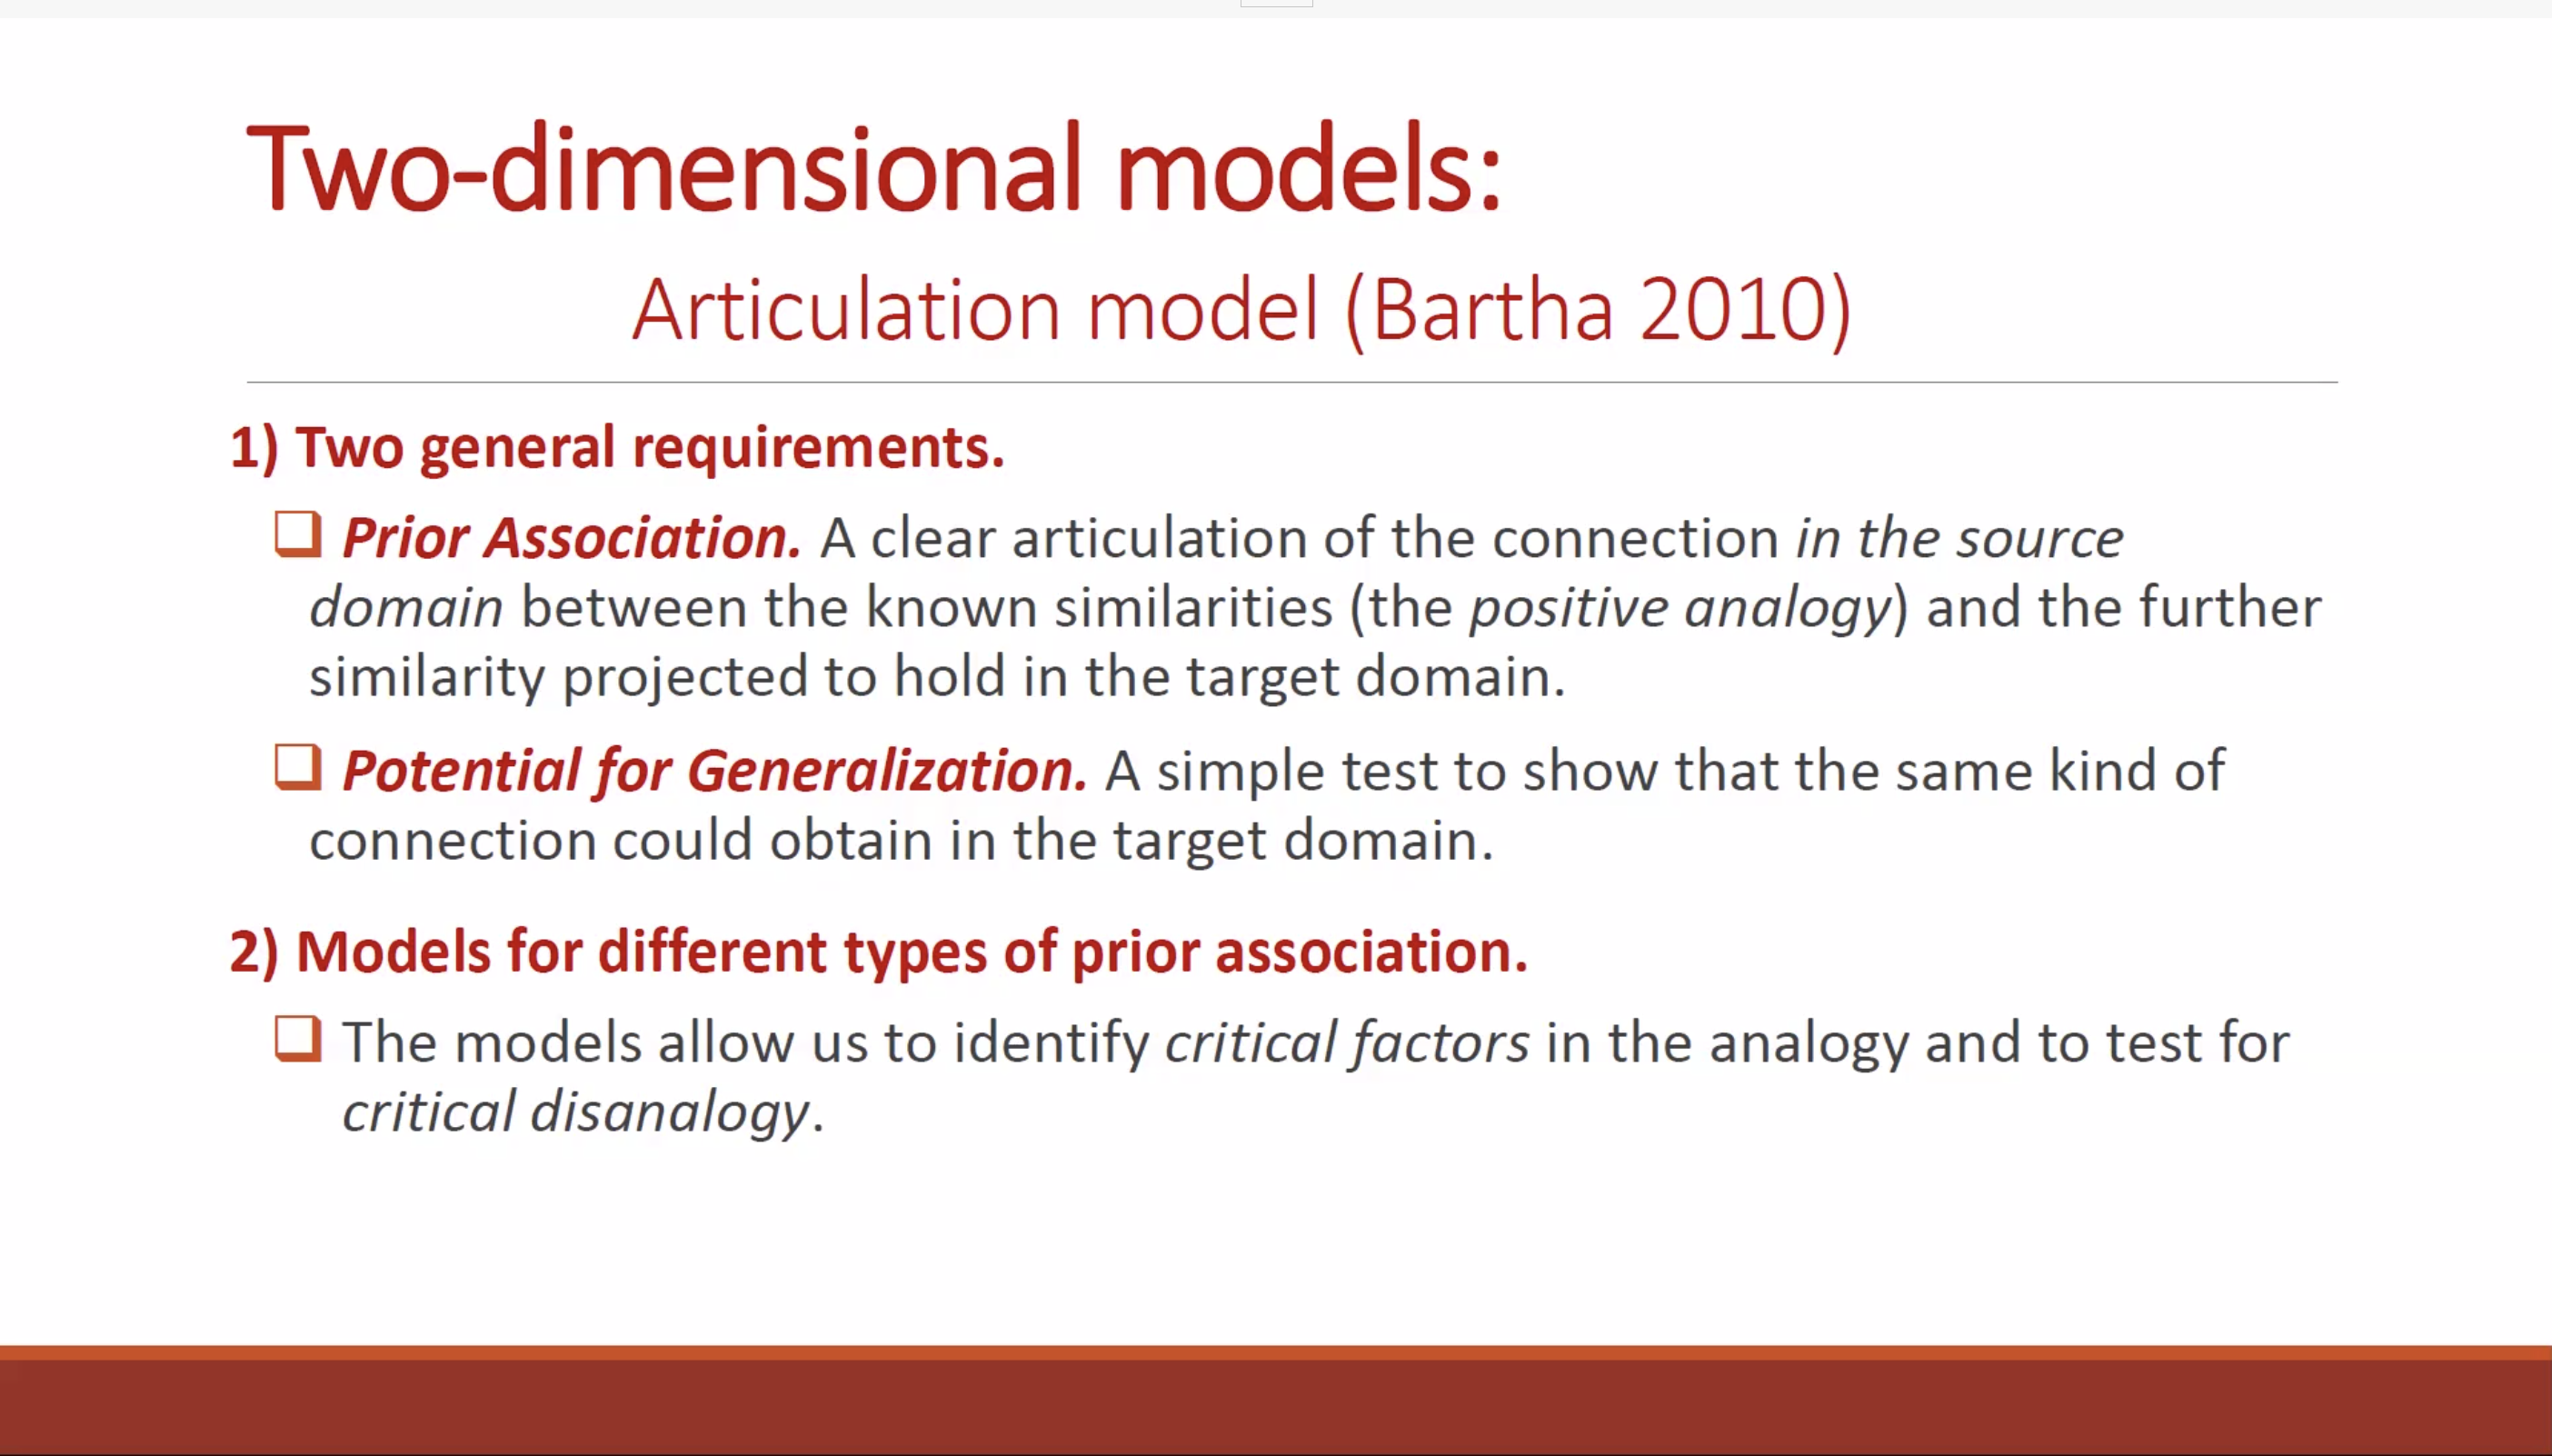 Two-dimensional models:
Articulation model (Bartha 2010)
1) Two general requirements.
❑ Prior Association. A clear articulation of the connection in the source
domain between the known similarities (the positive analogy) and the further
similarity projected to hold in the target domain.
❑ Potential for Generalization. A simple test to show that the same kind of
connection could obtain in the target domain.
2) Models for different types of prior association.
❑ The models allow us to identify critical factors in the analogy and to test for
critical disanalogy.